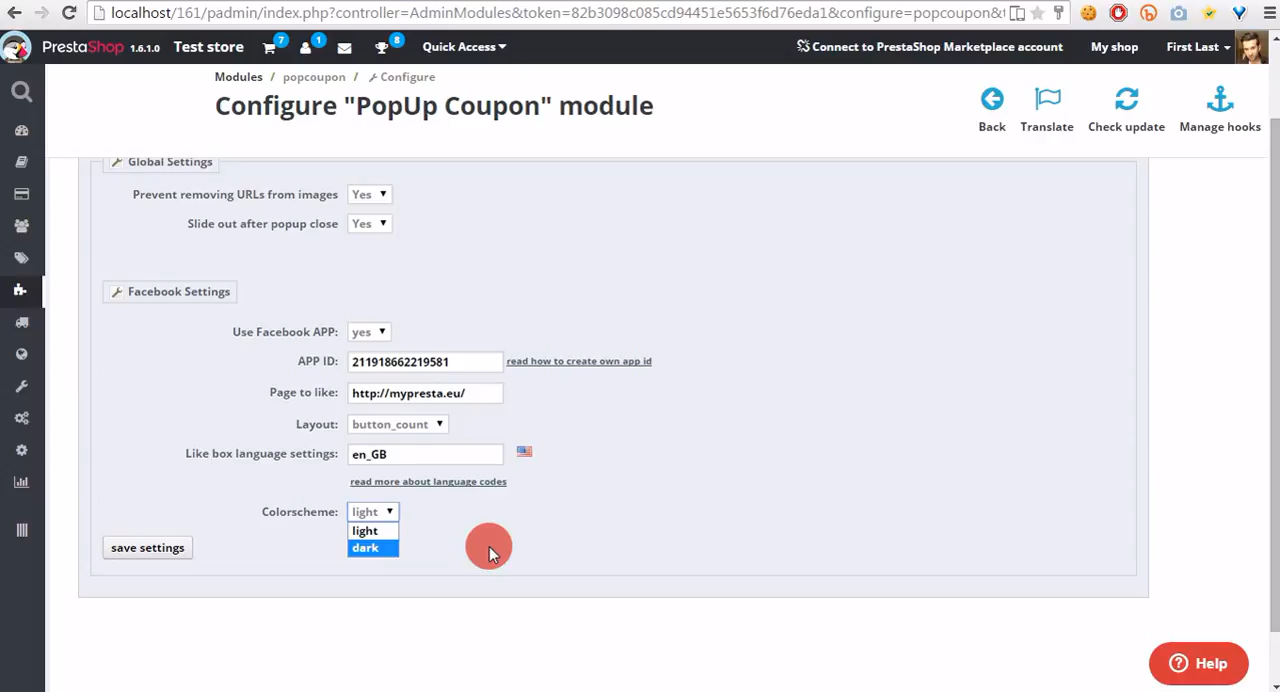 localhost/161/padmin/index.php?controller=AdminModules&token=82b3098c085cd94451e5653f6d76eda1&configure=popcoupon&t
PrestaShop 1.6.1.0 Test store 7 1 8 Quick Access Connect to PrestaShop Marketplace account My shop First Last
Modules / popcoupon / Configure
Configure "PopUp Coupon" module
Back Translate Check update Manage hooks
Global Settings
Prevent removing URLs from images Yes
Slide out after popup close Yes
Facebook Settings
Use Facebook APP: yes
APP ID: 211918662219581 read how to create own app id
Page to like: http://mypresta.eu/
Layout: button_count
Like box language settings: en_GB
read more about language codes
Colorscheme: light
light
dark
save settings
Help